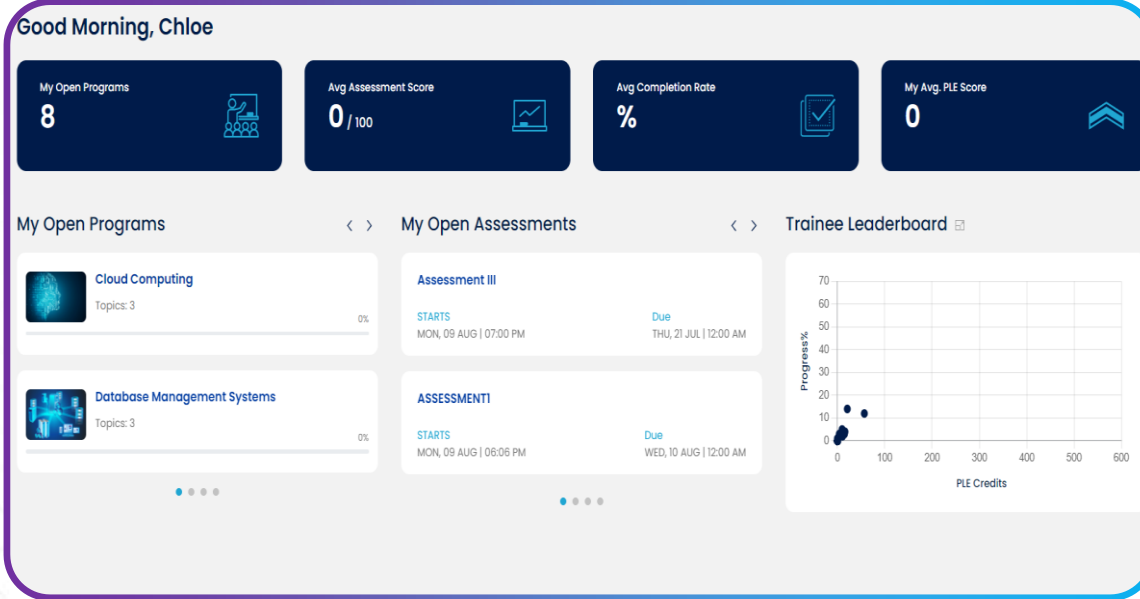 Good Morning, Chloe
My Open Programs
8
Avg Assessment Score
0 / 100
Avg Completion Rate
%
My Avg. PLE Score
0
My Open Programs
Cloud Computing
Topics: 3
0%
Database Management Systems
Topics: 3
0%
My Open Assessments
Assessment III
STARTS Due
MON, 09 AUG | 07:00 PM THU, 21 JUL | 12:00 AM
ASSESSMENT1
STARTS Due
MON, 09 AUG | 06:06 PM WED, 10 AUG | 12:00 AM
Trainee Leaderboard
Progress%
70
60
50
40
30
20
10
0
0 100 200 300 400 500 600
PLE Credits